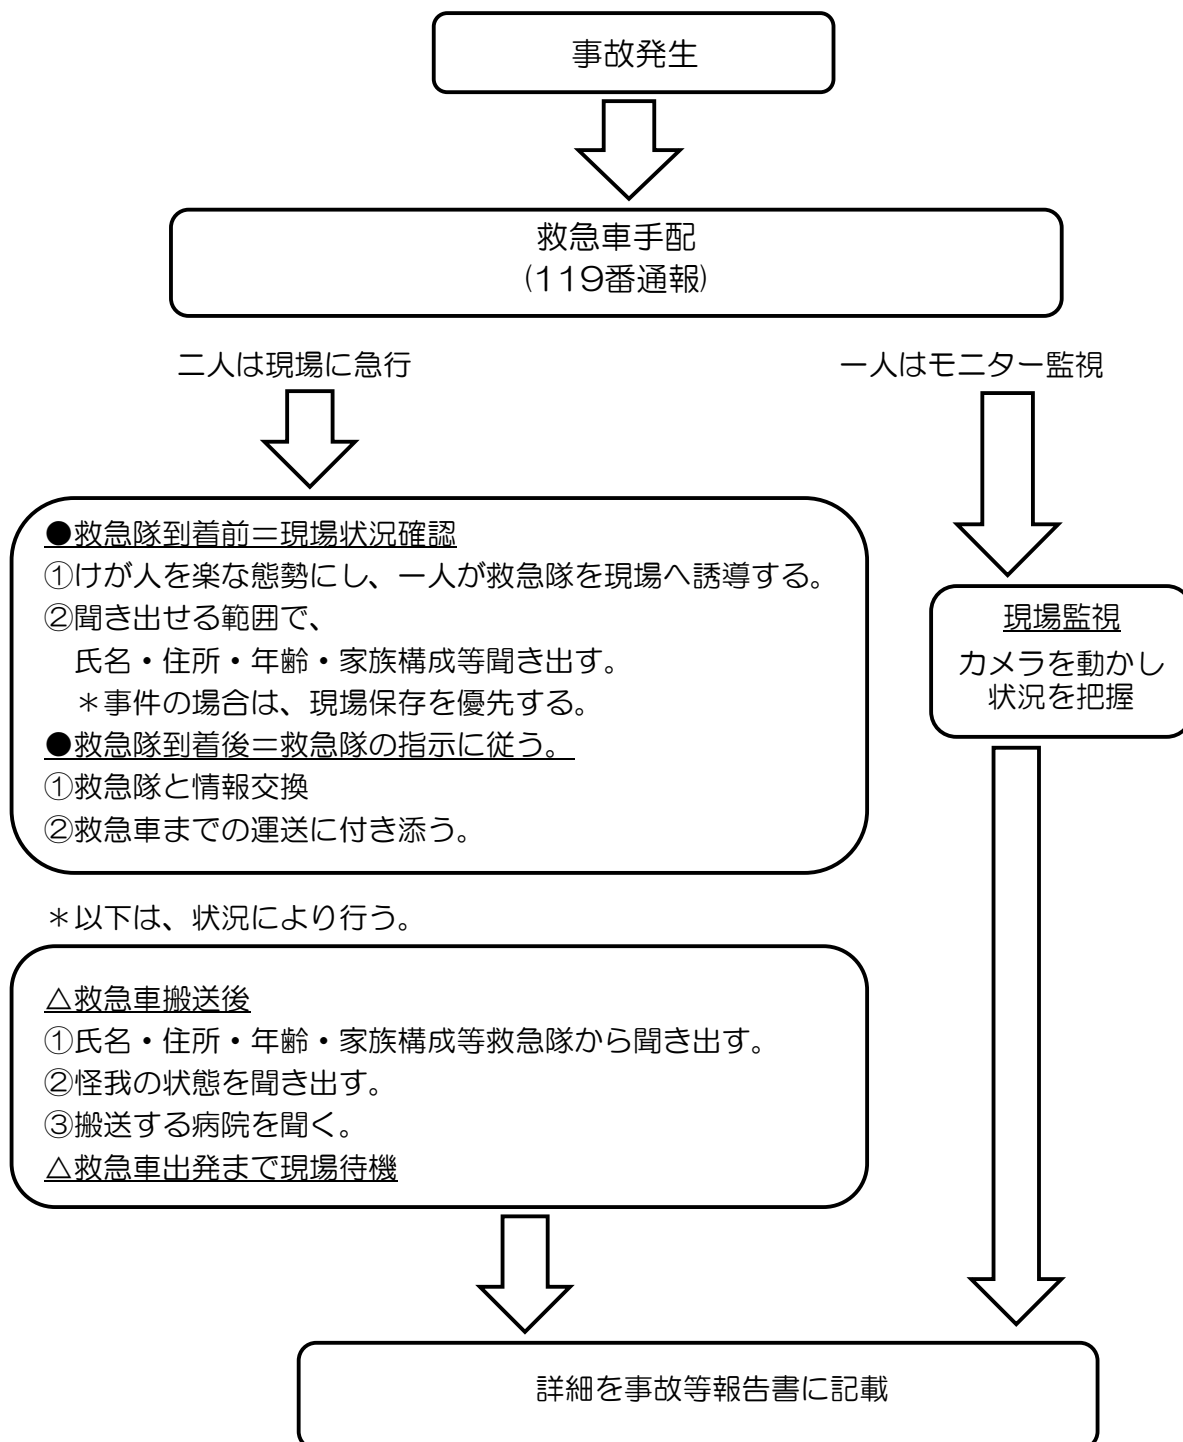 事故発生
救急車手配
(119番通報)
二人は現場に急行
一人はモニター監視
●救急隊到着前＝現場状況確認
①けが人を楽な態勢にし、一人が救急隊を現場へ誘導する。
②聞き出せる範囲で、
氏名・住所・年齢・家族構成等聞き出す。
＊事件の場合は、現場保存を優先する。
●救急隊到着後＝救急隊の指示に従う。
①救急隊と情報交換
②救急車までの運送に付き添う。
現場監視
カメラを動かし
状況を把握
＊以下は、状況により行う。
△救急車搬送後
①氏名・住所・年齢・家族構成等救急隊から聞き出す。
②怪我の状態を聞き出す。
③搬送する病院を聞く。
△救急車出発まで現場待機
詳細を事故等報告書に記載